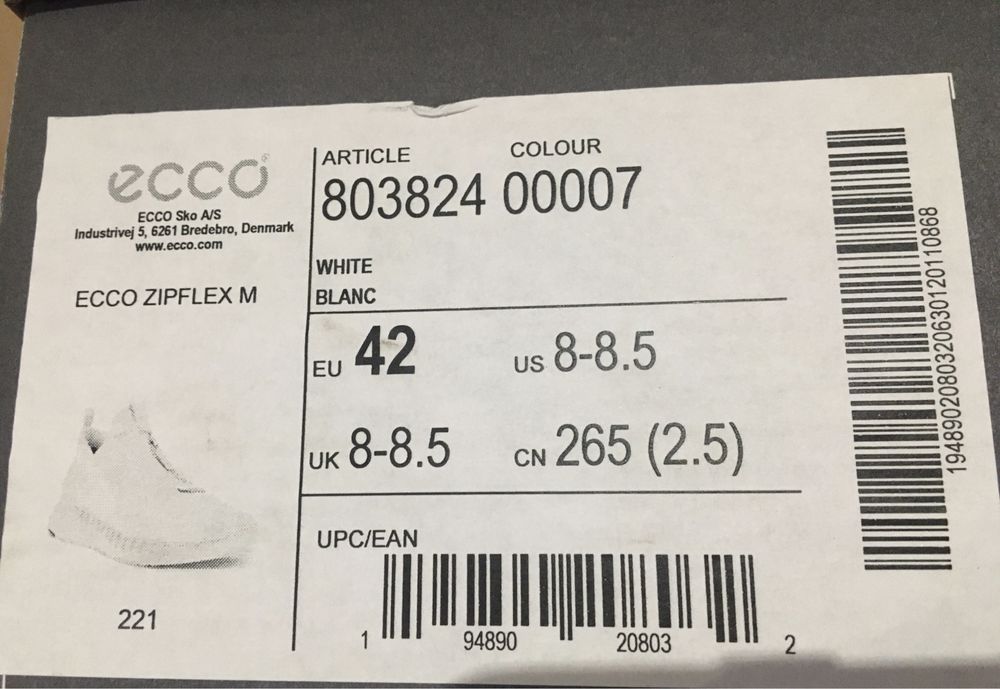 ecco
ECCO Sko A/S
Industrivej 5, 6261 Bredebro, Denmark
www.ecco.com
ECCO ZIPFLEX M
221
ARTICLE COLOUR
803824 00007
WHITE
BLANC
EU 42 US 8-8.5
UK 8-8.5 CN 265 (2.5)
UPC/EAN
1 94890 20803 2
1948902080320630120110868